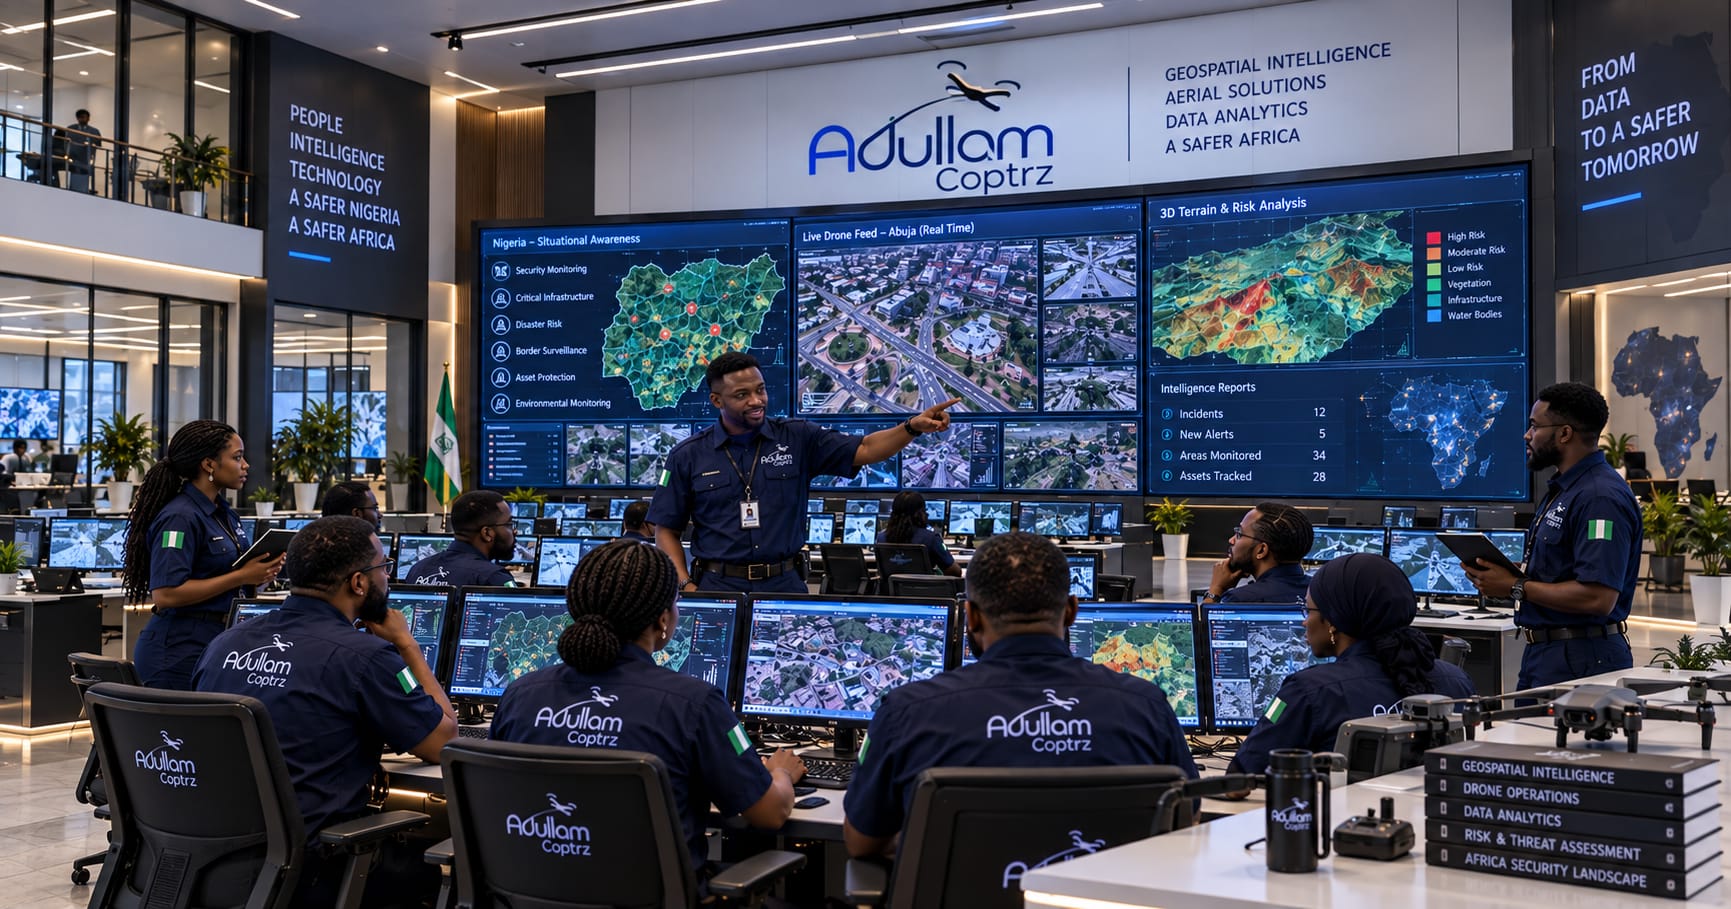 PEOPLE
INTELLIGENCE
TECHNOLOGY
A SAFER NIGERIA
A SAFER AFRICA
Adullam
Coptrz
GEOSPATIAL INTELLIGENCE
AERIAL SOLUTIONS
DATA ANALYTICS
A SAFER AFRICA
FROM
DATA
TO A SAFER
TOMORROW
Nigeria – Situational Awareness
Security Monitoring
Critical Infrastructure
Disaster Risk
Border Surveillance
Asset Protection
Environmental Monitoring
Live Drone Feed – Abuja (Real Time)
3D Terrain & Risk Analysis
High Risk
Moderate Risk
Low Risk
Vegetation
Infrastructure
Water Bodies
Intelligence Reports
Incidents 12
New Alerts 5
Areas Monitored 34
Assets Tracked 28
Adullam
Coptrz
Adullam
Coptrz
Adullam
Coptrz
Adullam
Coptrz
Adullam
Coptrz
Adullam
Coptrz
Adullam
Coptrz
Adullam
Coptrz
GEOSPATIAL INTELLIGENCE
DRONE OPERATIONS
DATA ANALYTICS
RISK & THREAT ASSESSMENT
AFRICA SECURITY LANDSCAPE